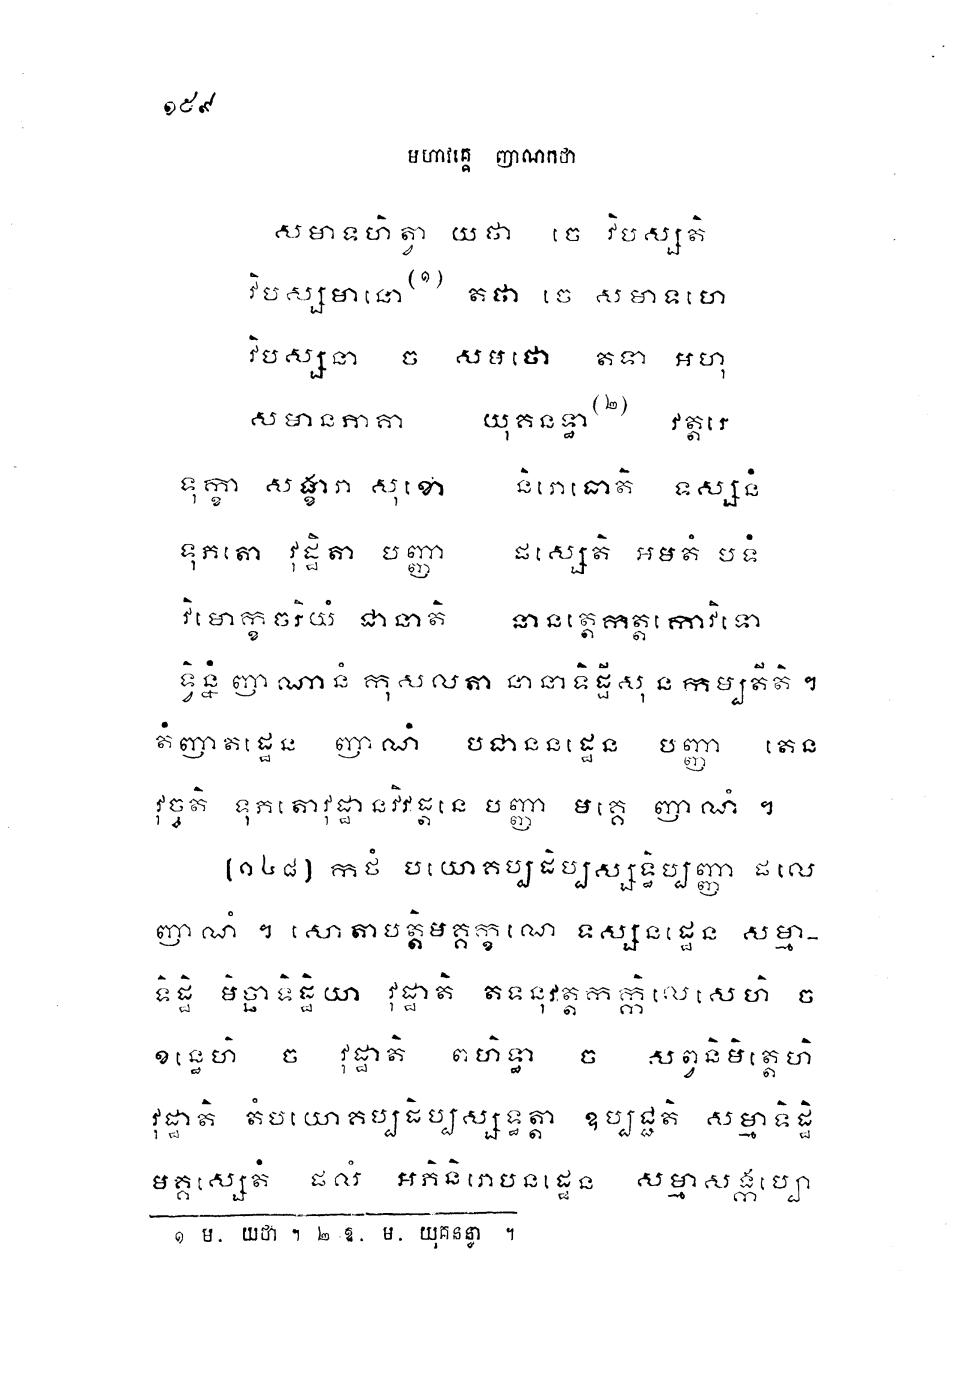 ១៥៩
មហាវគ្គេ ញាណកថា
សមាទហិត្វា យថា ចេ វិបស្សតិ
វិបស្សមានោ(១) តថា ចេ សមាទហេ
វិបស្សនា ច សមថោ តទា អហុ
សមានភាគា យុគនទ្ធា(២) វត្តរេ
ទុក្ខា សង្ខារា សុខោ និរោធោតិ ទស្សនំ
ទុភតោ វុដ្ឋិតា បញ្ញា ផស្សេតិ អមតំ បទំ
វិមោក្ខចរិយំ ជានាតិ នានត្តេកត្តកោវិទោ
ទ្វិន្នំ ញាណានំ កុសលតា នានាទិដ្ឋីសុ ន កម្បតីតិ ។
តំញាតដ្ឋេន ញាណំ បជាននដ្ឋេន បញ្ញា តេន
វុច្ចតិ ទុភតោវុដ្ឋានវិវដ្តនេ បញ្ញា មគ្គេ ញាណំ ។
(១៤៨) កថំ បយោគប្បដិប្បស្សទ្ធិប្បញ្ញា ផលេ
ញាណំ ។ សោតាបត្តិមគ្គក្ខណេ ទស្សនដ្ឋេន សម្មា-
ទិដ្ឋិ មិច្ឆាទិដ្ឋិយា វុដ្ឋាតិ តទនុវត្តកក្កិលេសេហិ ច
ខន្ធេហិ ច វុដ្ឋាតិ ពហិទ្ធា ច សព្វនិមិត្តេហិ
វុដ្ឋាតិ តំបយោគប្បដិប្បស្សទ្ធត្តា ឧប្បជ្ជតិ សម្មាទិដ្ឋិ
មគ្គស្សេតំ ផលំ អភិនិរោបនដ្ឋេន សម្មាសង្កប្បោ
១ ម. យថា ។ ២ ឱ. ម. យុគនន្ធា ។